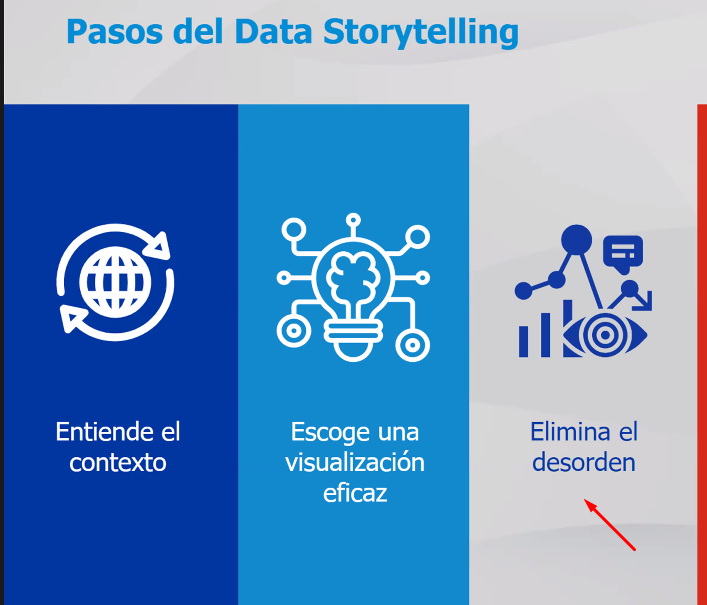 Pasos del Data Storytelling
Entiende el
contexto
Escoge una
visualización
eficaz
Elimina el
desorden